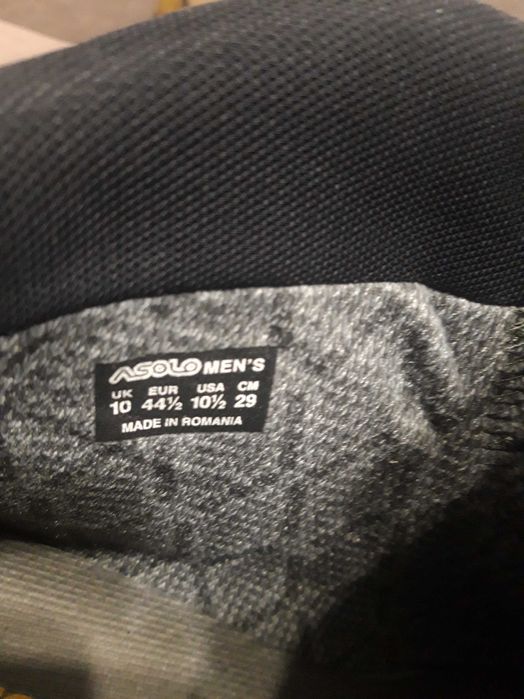 ASOLO MEN'S
UK EUR USA CM
10 44½ 10½ 29
MADE IN ROMANIA